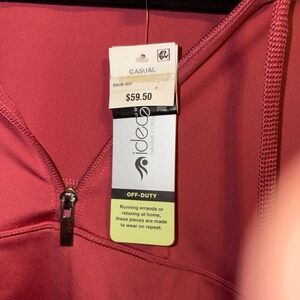 CASUAL
$59.50
ideology
OFF-DUTY
Running errands or
relaxing at home,
these pieces are made
to wear on repeat.